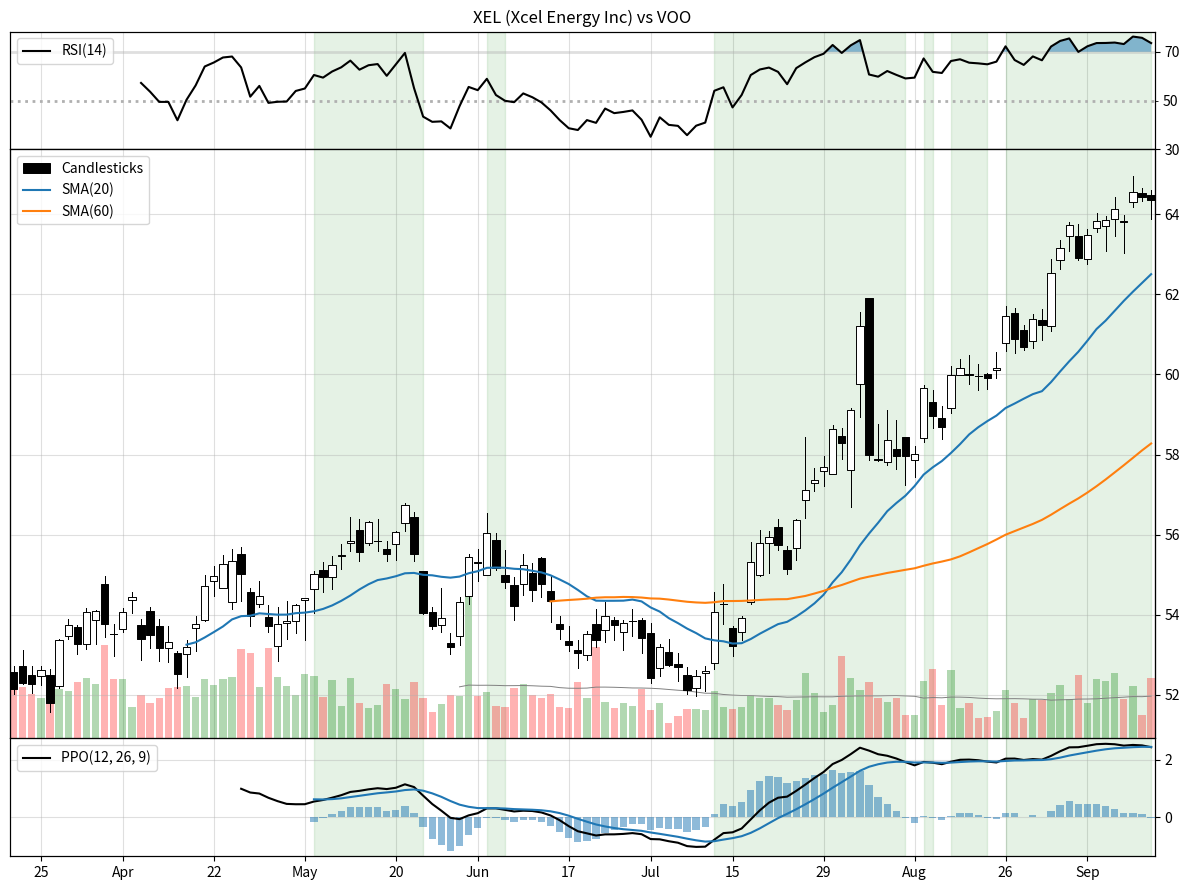 XEL (Xcel Energy Inc) vs VOO
RSI(14)
70
50
30
Candlesticks
SMA(20)
SMA(60)
64
62
60
58
56
54
52
PPO(12, 26, 9)
2
0
25 Apr 22 May 20 Jun 17 Jul 15 29 Aug 26 Sep